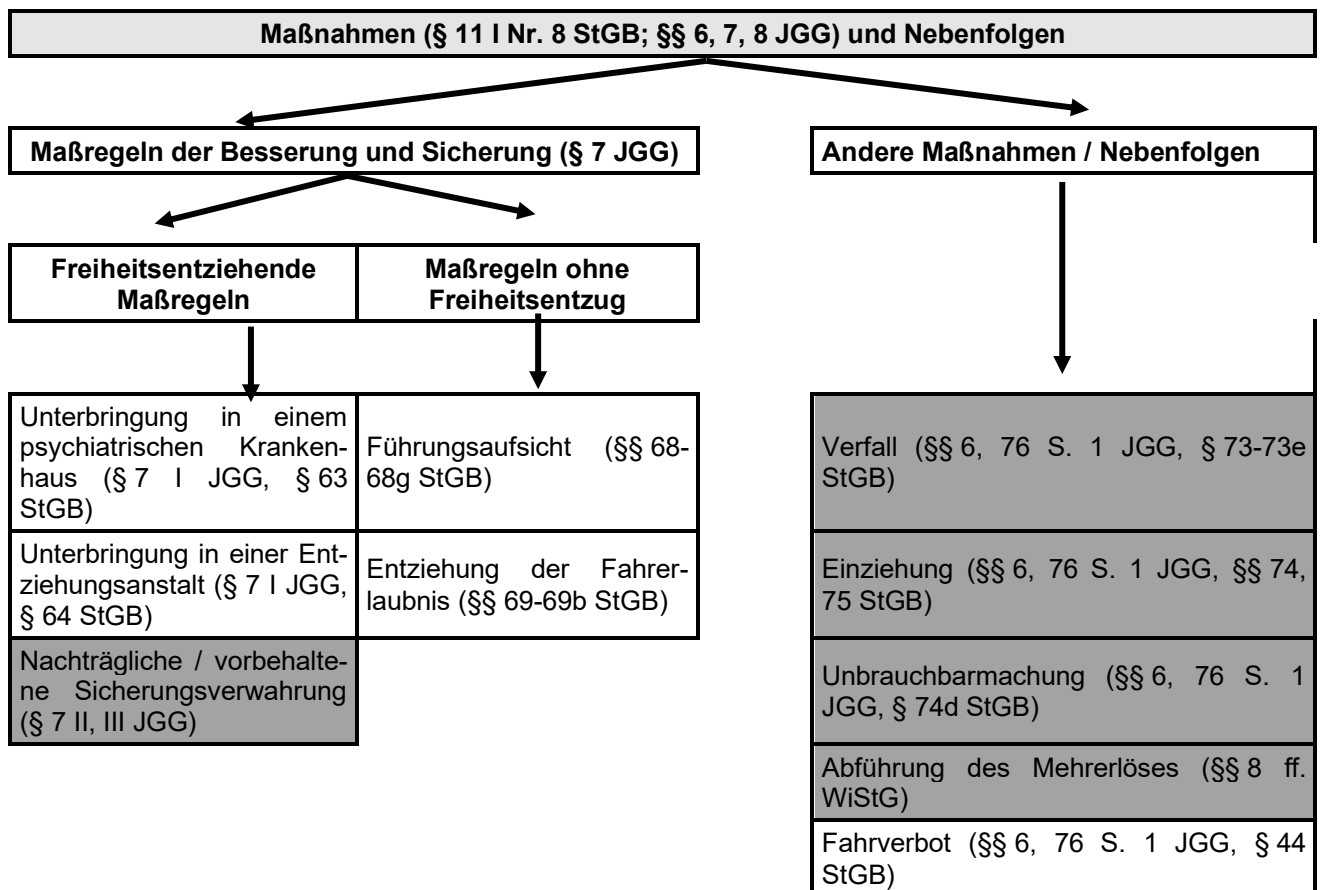 Maßnahmen (§ 11 I Nr. 8 StGB; §§ 6, 7, 8 JGG) und Nebenfolgen
Maßregeln der Besserung und Sicherung (§ 7 JGG)
Andere Maßnahmen / Nebenfolgen
Freiheitsentziehende
Maßregeln
Maßregeln ohne
Freiheitsentzug
Unterbringung in einem
psychiatrischen Kranken-
haus (§ 7 I JGG, § 63
StGB)
Führungsaufsicht (§§ 68-
68g StGB)
Verfall (§§ 6, 76 S. 1 JGG, § 73-73e
StGB)
Unterbringung in einer Ent-
ziehungsanstalt (§ 7 I JGG,
§ 64 StGB)
Entziehung der Fahrer-
laubnis (§§ 69-69b StGB)
Einziehung (§§ 6, 76 S. 1 JGG, §§ 74,
75 StGB)
Nachträgliche / vorbehalte-
ne Sicherungsverwahrung
(§ 7 II, III JGG)
Unbrauchbarmachung (§§ 6, 76 S. 1
JGG, § 74d StGB)
Abführung des Mehrerlöses (§§ 8 ff.
WiStG)
Fahrverbot (§§ 6, 76 S. 1 JGG, § 44
StGB)